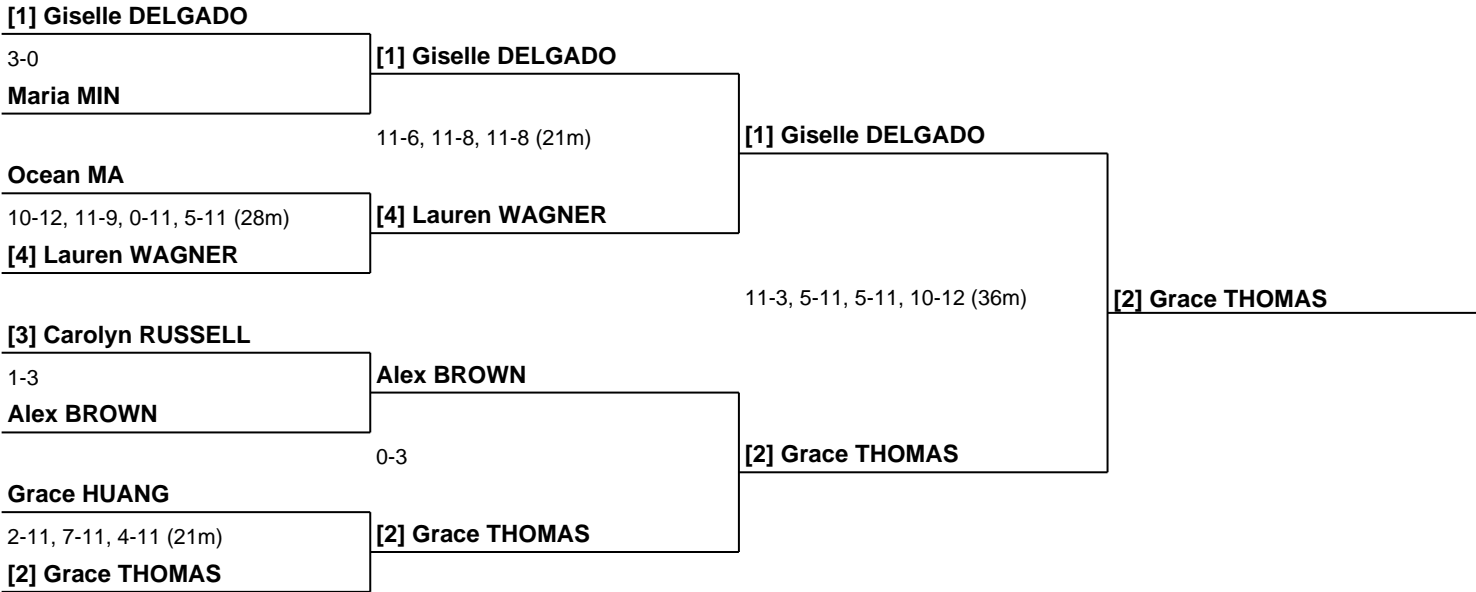 [1] Giselle DELGADO
3-0
Maria MIN
[1] Giselle DELGADO
11-6, 11-8, 11-8 (21m)
Ocean MA
10-12, 11-9, 0-11, 5-11 (28m)
[4] Lauren WAGNER
[4] Lauren WAGNER
[1] Giselle DELGADO
11-3, 5-11, 5-11, 10-12 (36m)
[2] Grace THOMAS
[3] Carolyn RUSSELL
1-3
Alex BROWN
Alex BROWN
0-3
Grace HUANG
2-11, 7-11, 4-11 (21m)
[2] Grace THOMAS
[2] Grace THOMAS
[2] Grace THOMAS